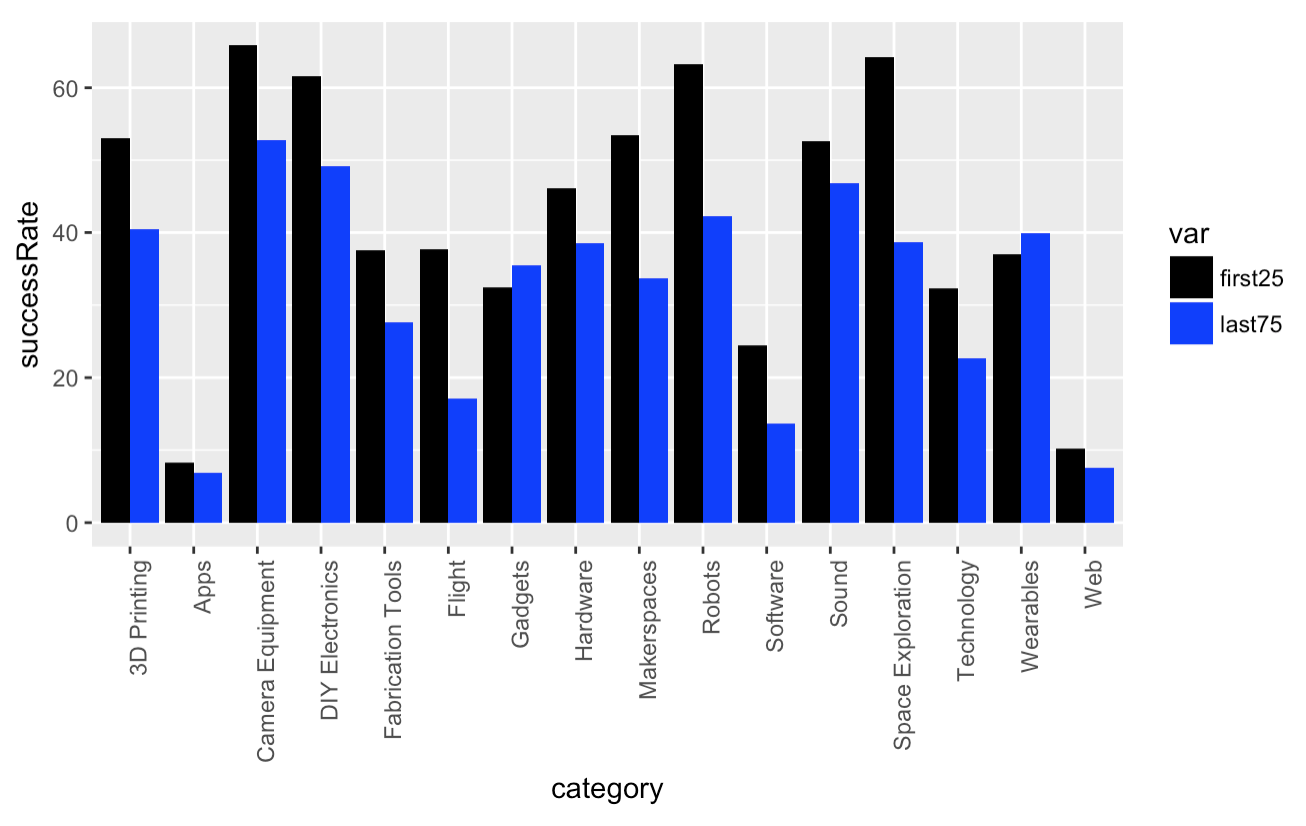 successRate
60
40
20
0
3D Printing
Apps
Camera Equipment
DIY Electronics
Fabrication Tools
Flight
Gadgets
Hardware
Makerspaces
Robots
Software
Sound
Space Exploration
Technology
Wearables
Web
category
var
first25
last75